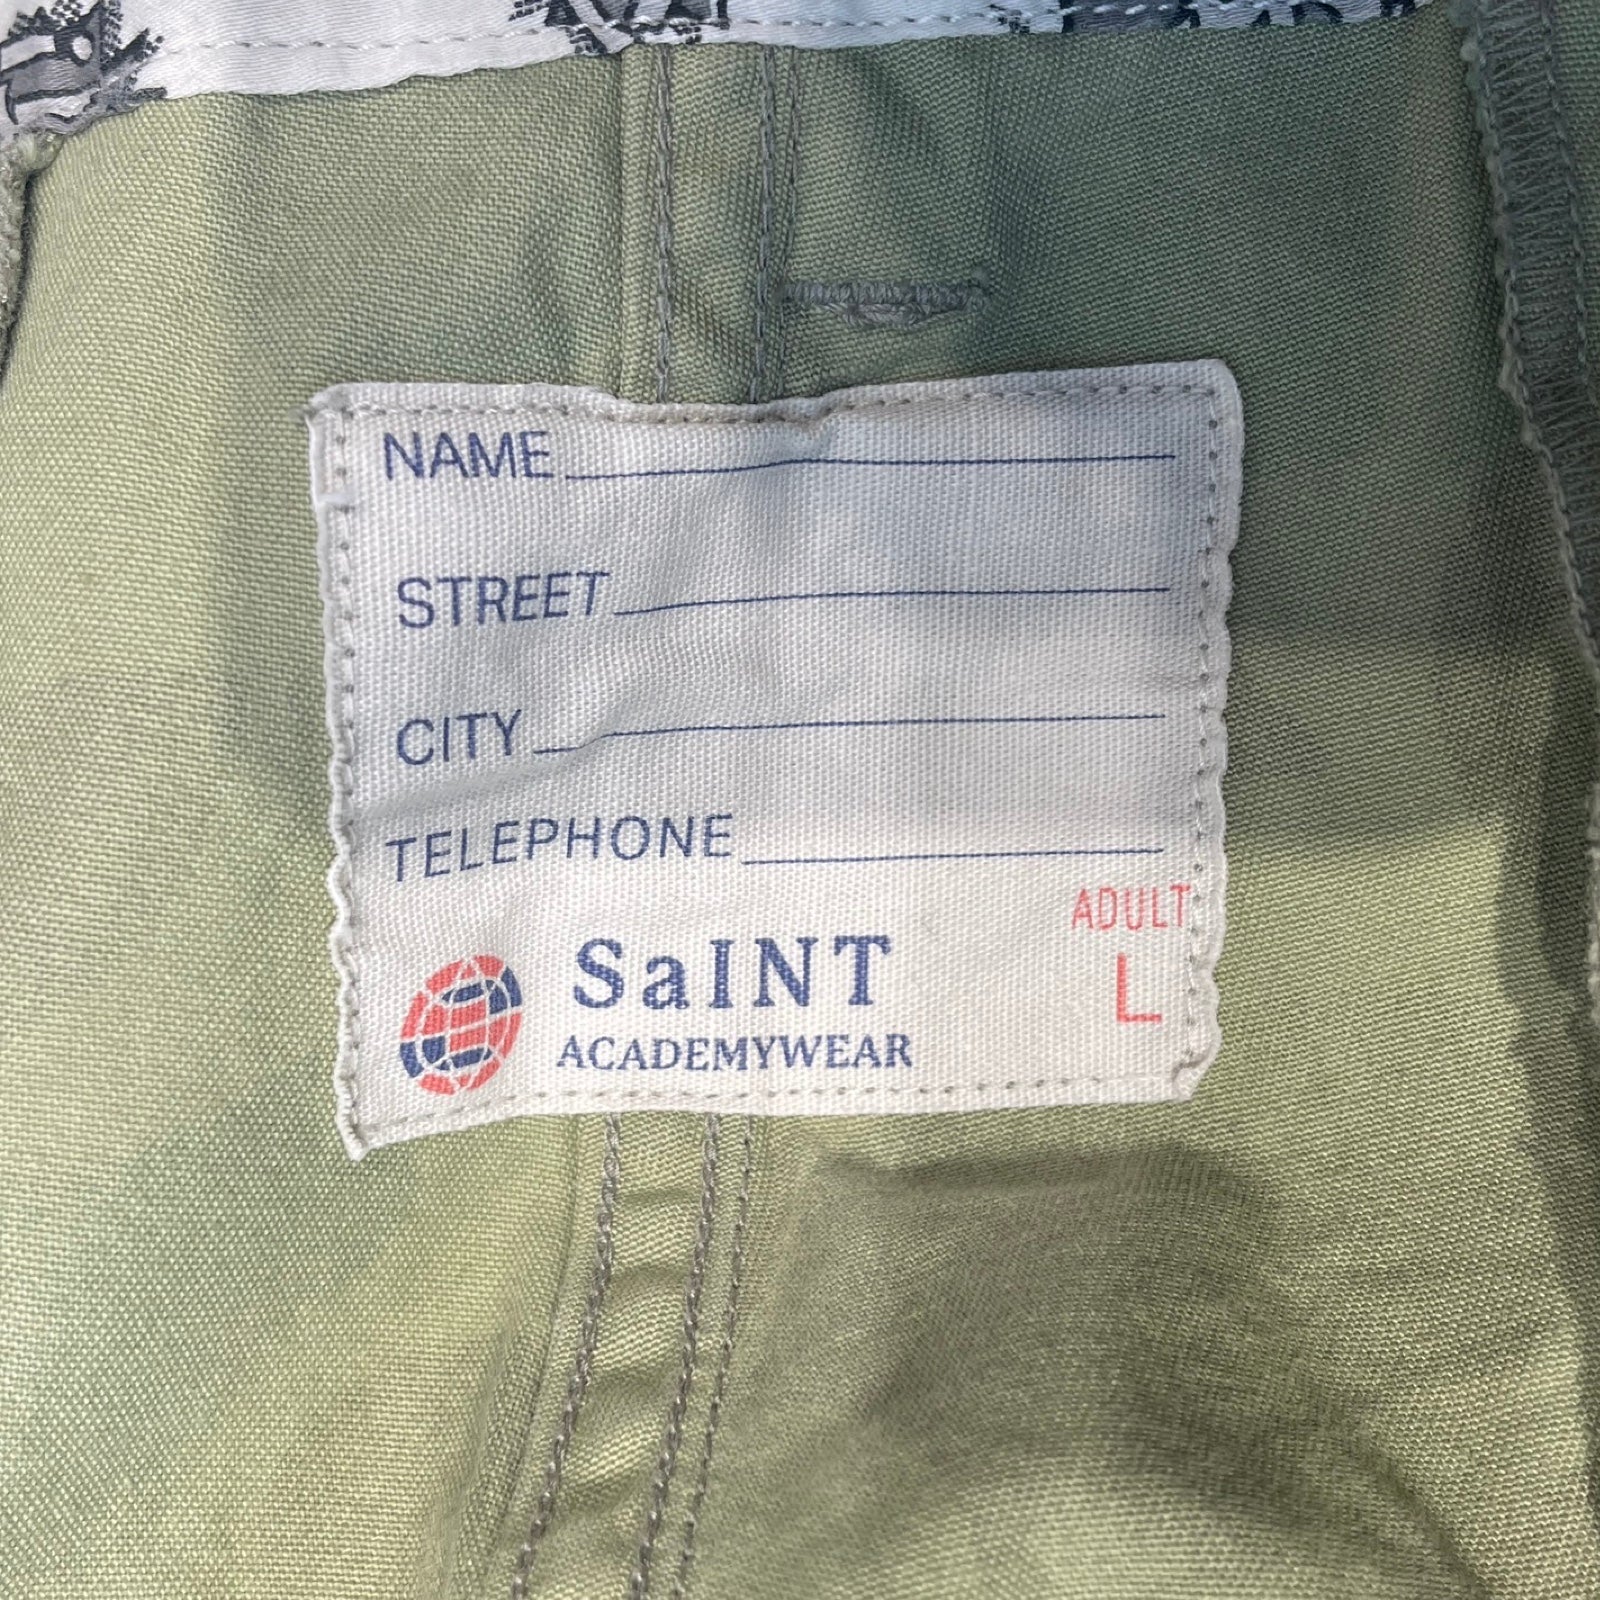 NAME
STREET
CITY
TELEPHONE
ADULT
L
SaINT
ACADEMYWEAR